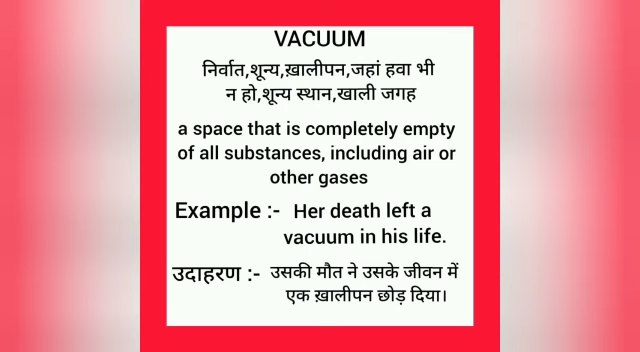 VACUUM
निर्वात,शून्य,ख़ालीपन,जहां हवा भी
न हो,शून्य स्थान,खाली जगह
a space that is completely empty
of all substances, including air or
other gases
Example :- Her death left a
vacuum in his life.
उदाहरण :- उसकी मौत ने उसके जीवन में
एक ख़ालीपन छोड़ दिया।